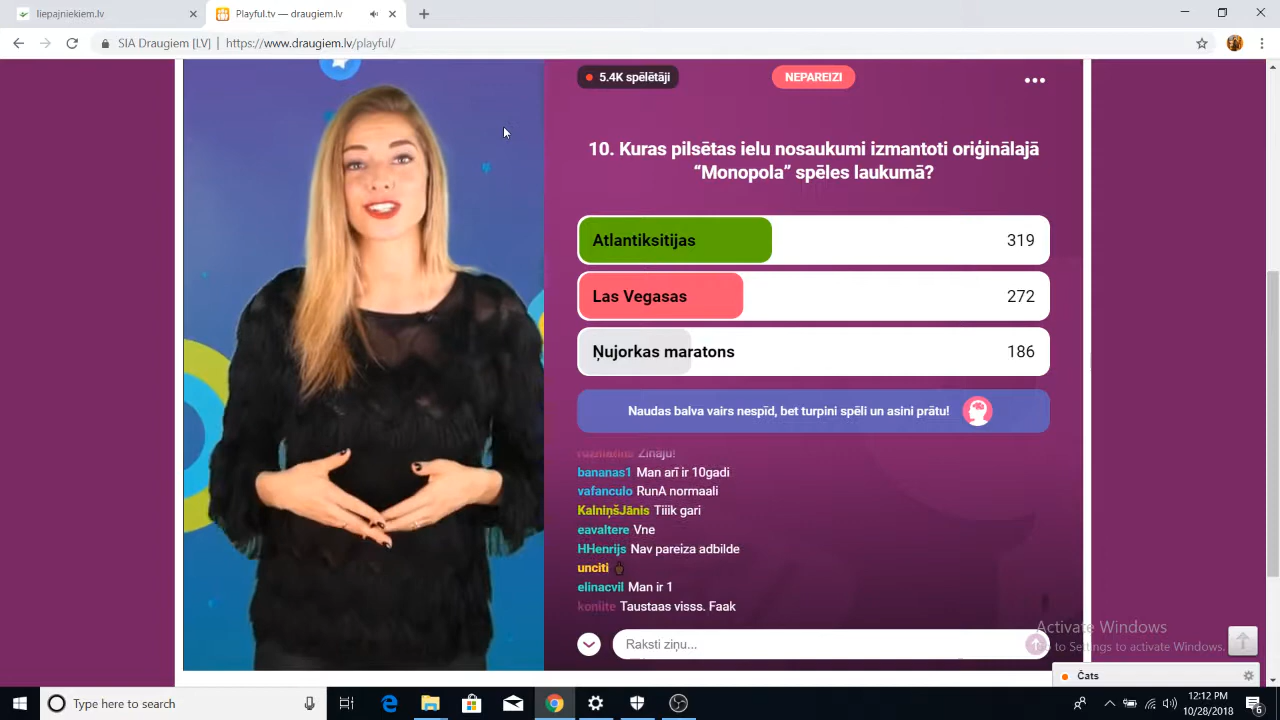 liepajniekiem.lv
Playful.tv — draugiem.lv
SIA Draugiem [LV]
https://www.draugiem.lv/playful/
5.4K spēlētāji
NEPAREIZI
10. Kuras pilsētas ielu nosaukumi izmantoti oriģinālajā
“Monopola” spēles laukumā?
Atlantiksitijas 319
Las Vegasas 272
Ņujorkas maratons 186
Naudas balva vairs nespīd, bet turpini spēli un asini prātu!
Zināju!
bananas1 Man arī ir 10gadi
vafanculo RunA normaali
KalniņšJānis Tiiik gari
eavaltere Vne
HHenrijs Nav pareiza adbilde
unciti
elinacvil Man ir 1
koniite Taustaas visss. Faak
Raksti ziņu...
Activate Windows
to Settings to activate Windows.
Čats
Type here to search
12:12 PM
10/28/2018
6